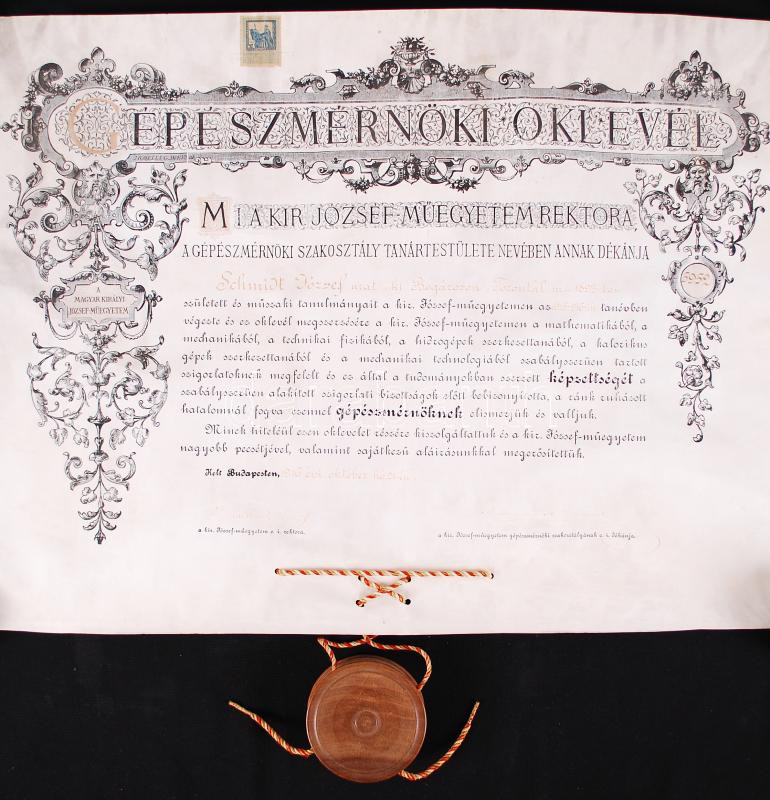 GÉPÉSZMÉRNÖKI OKLEVÉL
MI A KIR. JÓZSEF-MŰEGYETEM REKTORA
A GÉPÉSZMÉRNÖKI SZAKOSZTÁLY TANÁRTESTÜLETE NEVÉBEN ANNAK DÉKÁNJA
A
MAGYAR KIRÁLYI
JÓZSEF-MŰEGYETEM
Schmidt József urat, ki
született és műszaki tanulmányait a kir. József-műegyetemen az tanévben
végezte és ez oklevél megszerzésére a kir. József-műegyetemen a mathematikából, a
mechanikából, a technikai fizikából, a hidrogépek szerkezettanából, a kalorikus
gépek szerkezettanából és a mechanikai technologiából szabályszerűen tartott
szigorlatoknak megfelelt és ez által a tudományokban szerzett képzettségét a
szabályszerűen alakított szigorlati bizottságok előtt bebizonyította, a ránk ruházott
hatalomnál fogva ezennel gépészmérnöknek elismerjük és valljuk.
Minek hiteléül ezen oklevelet részére kiszolgáltattuk és a kir. József-műegyetem
nagyobb pecsétjével, valamint sajátkezű aláírásunkkal megerősítettük.
Kelt Budapesten, október
a kir. József-műegyetem e. i. rektora.
a kir. József-műegyetem gépészmérnöki szakosztályának e. i. dékánja.